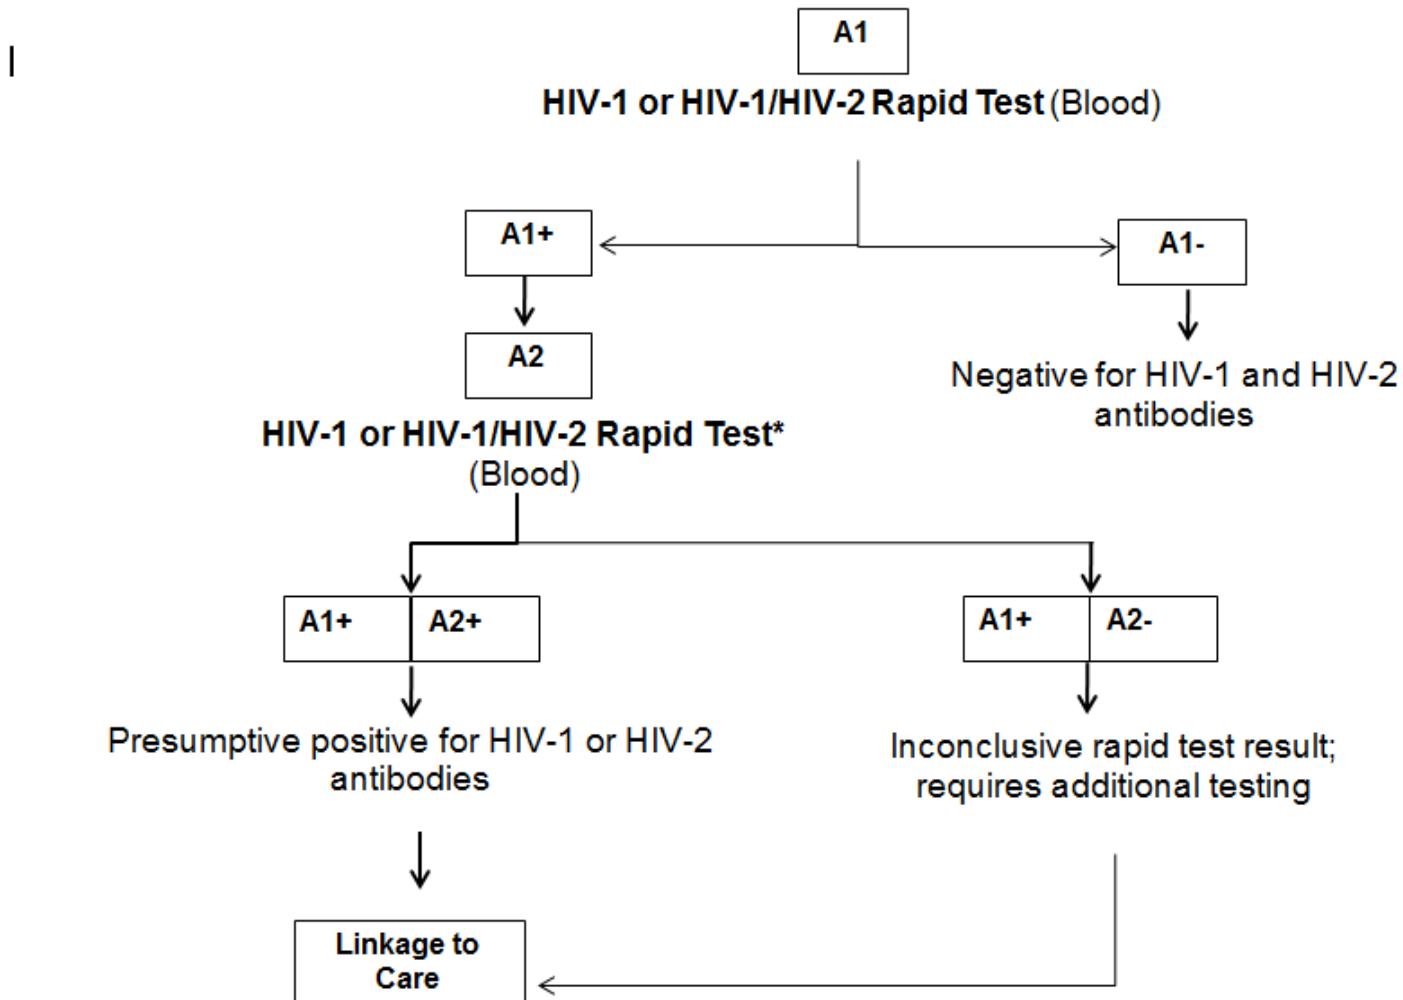 A1
HIV-1 or HIV-1/HIV-2 Rapid Test (Blood)
A1+
A1-
A2
Negative for HIV-1 and HIV-2
antibodies
HIV-1 or HIV-1/HIV-2 Rapid Test*
(Blood)
A1+ A2+
A1+ A2-
Presumptive positive for HIV-1 or HIV-2
antibodies
Inconclusive rapid test result;
requires additional testing
Linkage to
Care